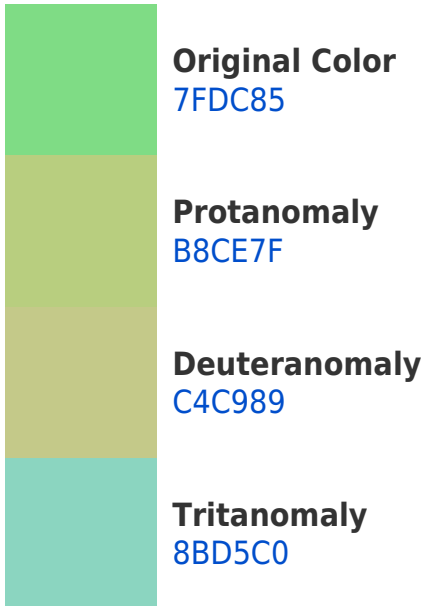 Original Color
7FDC85
Protanomaly
B8CE7F
Deuteranomaly
C4C989
Tritanomaly
8BD5C0